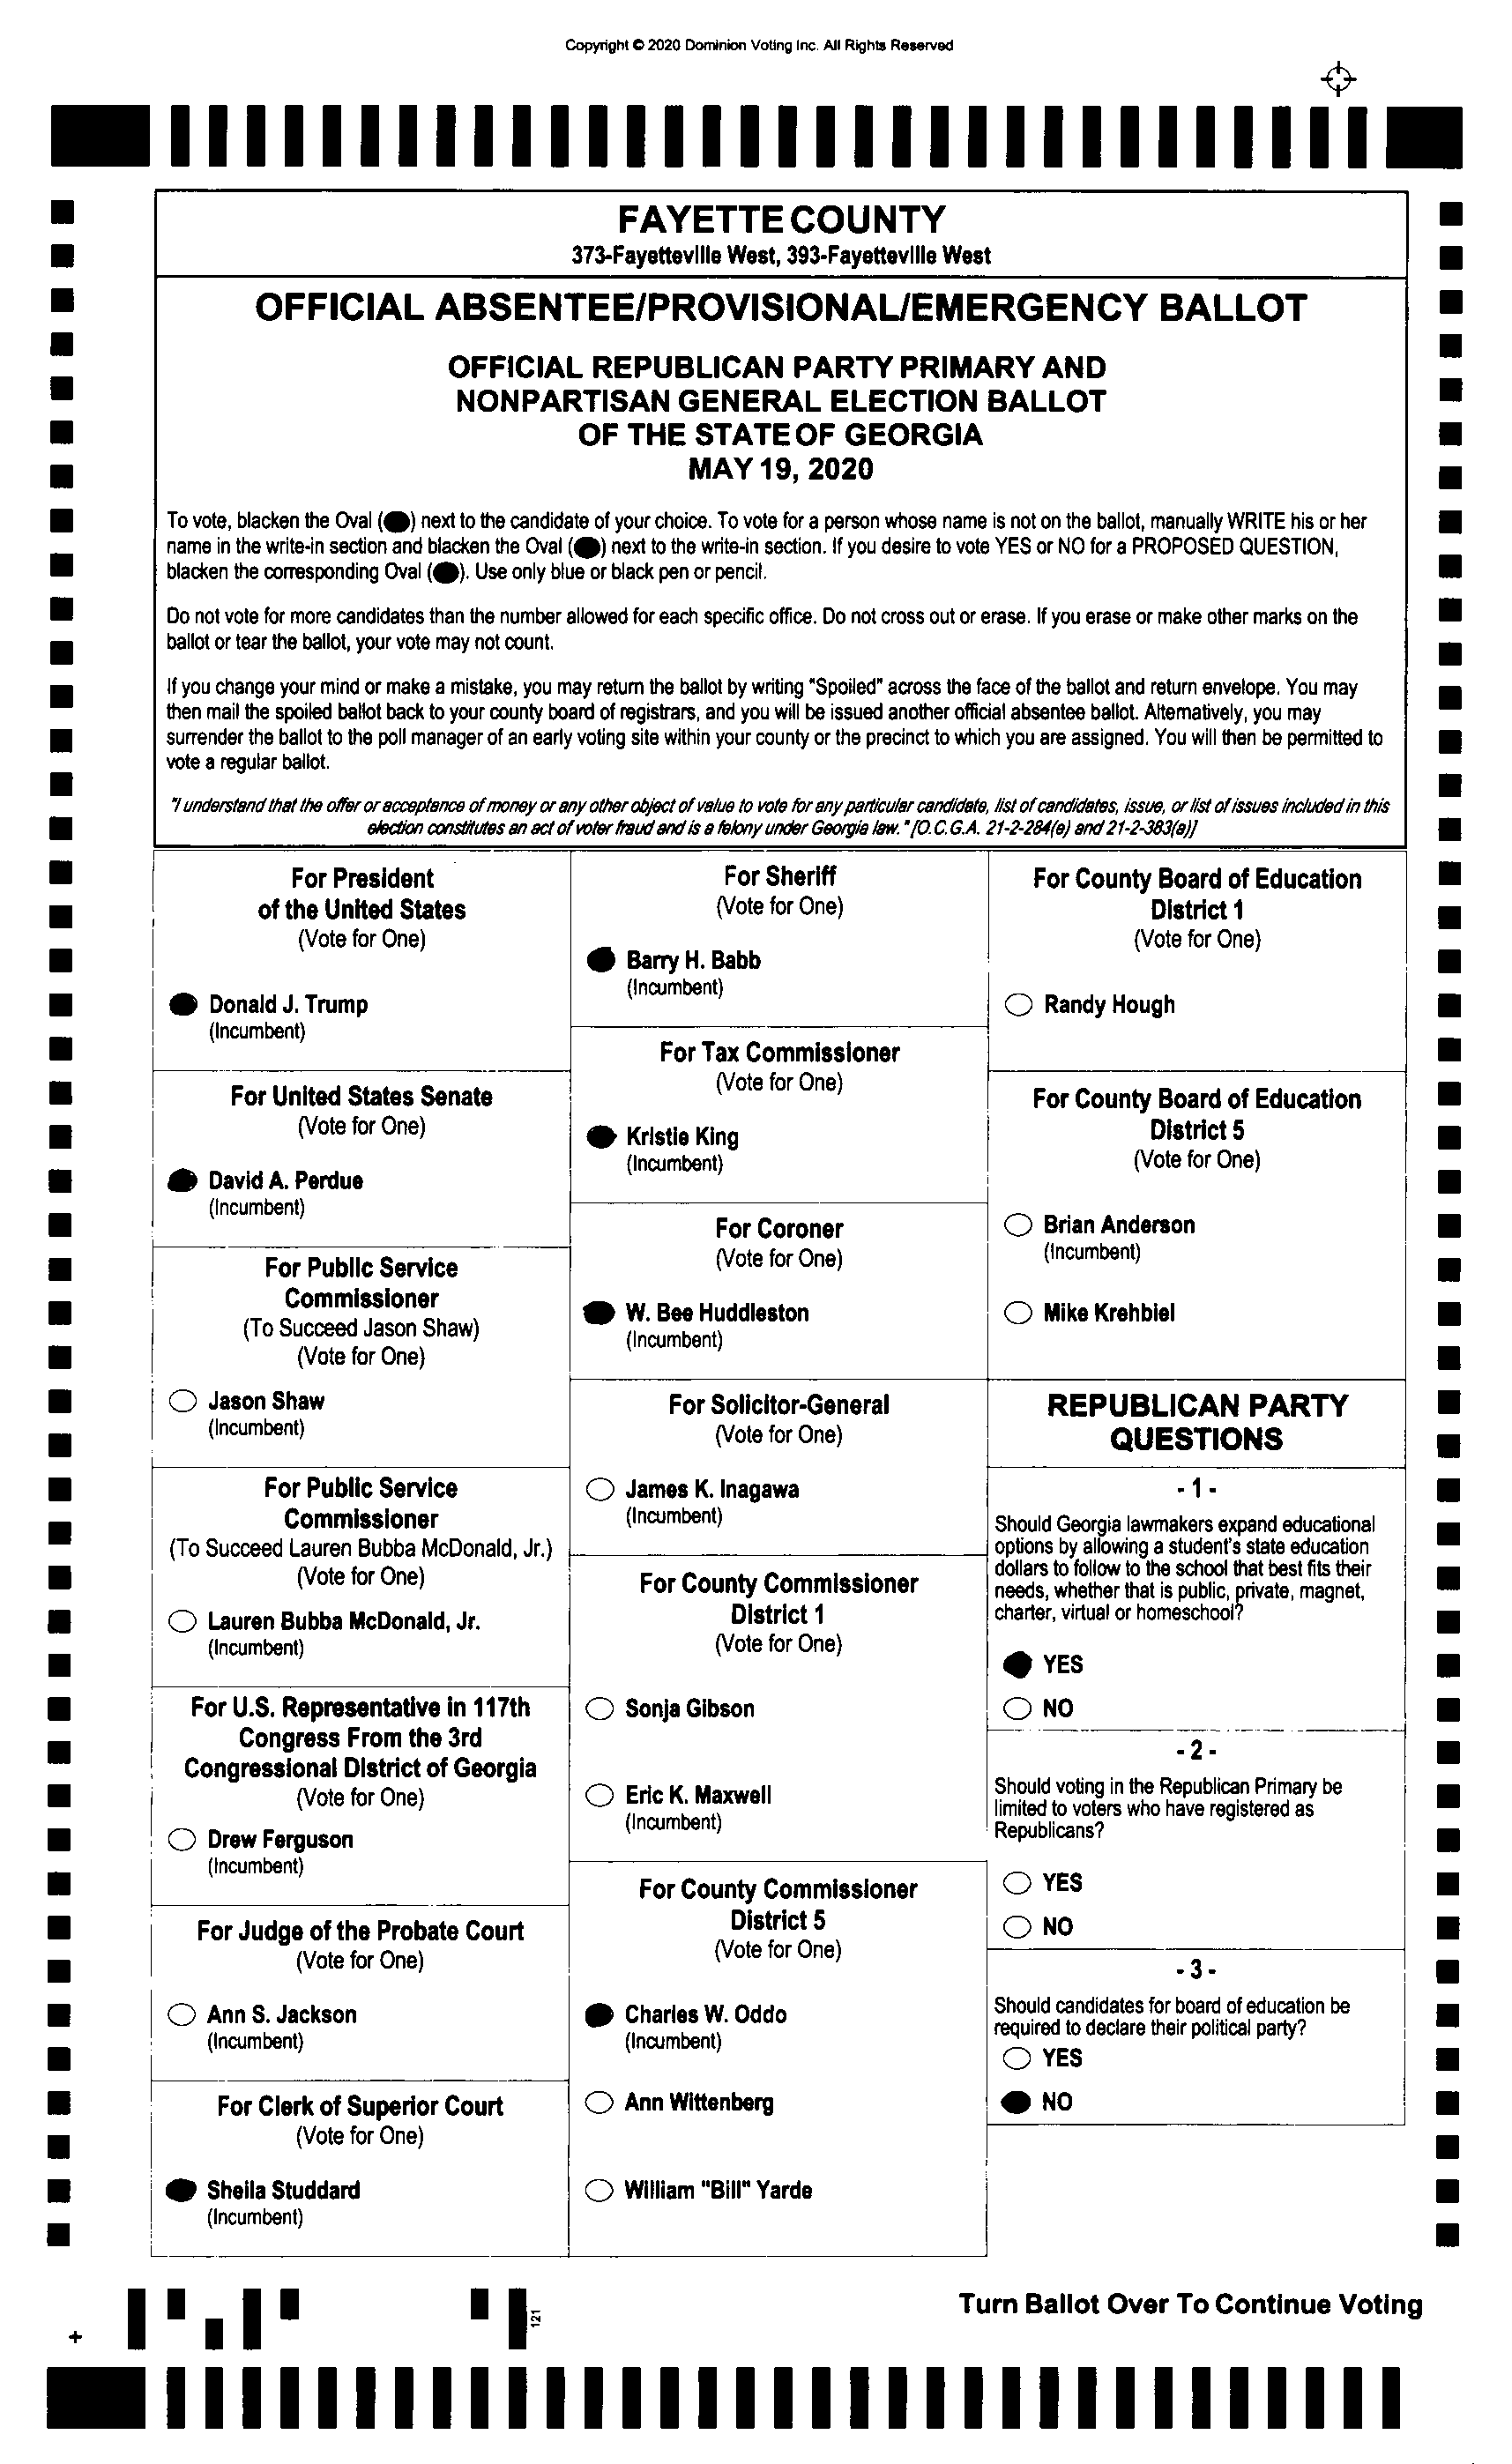 Copyright © 2020 Dominion Voting Inc. All Rights Reserved
FAYETTE COUNTY
373-Fayetteville West, 393-Fayetteville West
OFFICIAL ABSENTEE/PROVISIONAL/EMERGENCY BALLOT
OFFICIAL REPUBLICAN PARTY PRIMARY AND
NONPARTISAN GENERAL ELECTION BALLOT
OF THE STATE OF GEORGIA
MAY 19, 2020
To vote, blacken the Oval (●) next to the candidate of your choice. To vote for a person whose name is not on the ballot, manually WRITE his or her
name in the write-in section and blacken the Oval (●) next to the write-in section. If you desire to vote YES or NO for a PROPOSED QUESTION,
blacken the corresponding Oval (●). Use only blue or black pen or pencil.
Do not vote for more candidates than the number allowed for each specific office. Do not cross out or erase. If you erase or make other marks on the
ballot or tear the ballot, your vote may not count.
If you change your mind or make a mistake, you may return the ballot by writing "Spoiled" across the face of the ballot and return envelope. You may
then mail the spoiled ballot back to your county board of registrars, and you will be issued another official absentee ballot. Alternatively, you may
surrender the ballot to the poll manager of an early voting site within your county or the precinct to which you are assigned. You will then be permitted to
vote a regular ballot.
"I understand that the offer or acceptance of money or any other object of value to vote for any particular candidate, list of candidates, issue, or list of issues included in this
election constitutes an act of voter fraud and is a felony under Georgia law." [O.C.G.A. 21-2-284(e) and 21-2-383(a)]
For President
of the United States
(Vote for One)
Donald J. Trump
(Incumbent)
For United States Senate
(Vote for One)
David A. Perdue
(Incumbent)
For Public Service
Commissioner
(To Succeed Jason Shaw)
(Vote for One)
Jason Shaw
(Incumbent)
For Public Service
Commissioner
(To Succeed Lauren Bubba McDonald, Jr.)
(Vote for One)
Lauren Bubba McDonald, Jr.
(Incumbent)
For U.S. Representative in 117th
Congress From the 3rd
Congressional District of Georgia
(Vote for One)
Drew Ferguson
(Incumbent)
For Judge of the Probate Court
(Vote for One)
Ann S. Jackson
(Incumbent)
For Clerk of Superior Court
(Vote for One)
Sheila Studdard
(Incumbent)
For Sheriff
(Vote for One)
Barry H. Babb
(Incumbent)
For Tax Commissioner
(Vote for One)
Kristie King
(Incumbent)
For Coroner
(Vote for One)
W. Bee Huddleston
(Incumbent)
For Solicitor-General
(Vote for One)
James K. Inagawa
(Incumbent)
For County Commissioner
District 1
(Vote for One)
Sonja Gibson
Eric K. Maxwell
(Incumbent)
For County Commissioner
District 5
(Vote for One)
Charles W. Oddo
(Incumbent)
Ann Wittenberg
William "Bill" Yarde
For County Board of Education
District 1
(Vote for One)
Randy Hough
For County Board of Education
District 5
(Vote for One)
Brian Anderson
(Incumbent)
Mike Krehbiel
REPUBLICAN PARTY
QUESTIONS
- 1 -
Should Georgia lawmakers expand educational
options by allowing a student's state education
dollars to follow to the school that best fits their
needs, whether that is public, private, magnet,
charter, virtual or homeschool?
YES
NO
- 2 -
Should voting in the Republican Primary be
limited to voters who have registered as
Republicans?
YES
NO
- 3 -
Should candidates for board of education be
required to declare their political party?
YES
NO
121
Turn Ballot Over To Continue Voting